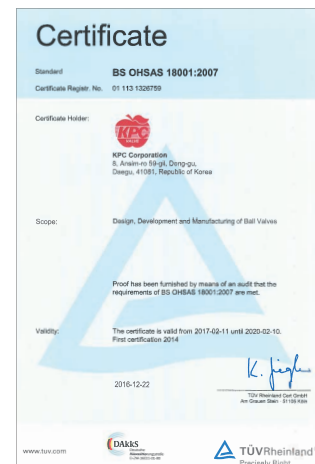 Certificate
Standard BS OHSAS 18001:2007
Certificate Registr. No. 01 113 1326759
Certificate Holder:
KPC
VALVE
KPC Corporation
8, Ansim-ro 59-gil, Dong-gu,
Daegu, 41081, Republic of Korea
Scope: Design, Development and Manufacturing of Ball Valves
Proof has been furnished by means of an audit that the
requirements of BS OHSAS 18001:2007 are met.
Validity: The certificate is valid from 2017-02-11 until 2020-02-10.
First certification 2014
2016-12-22
TÜV Rheinland Cert GmbH
Am Grauen Stein · 51105 Köln
www.tuv.com
DAkkS
Deutsche
Akkreditierungsstelle
TÜVRheinland
Precisely Right.